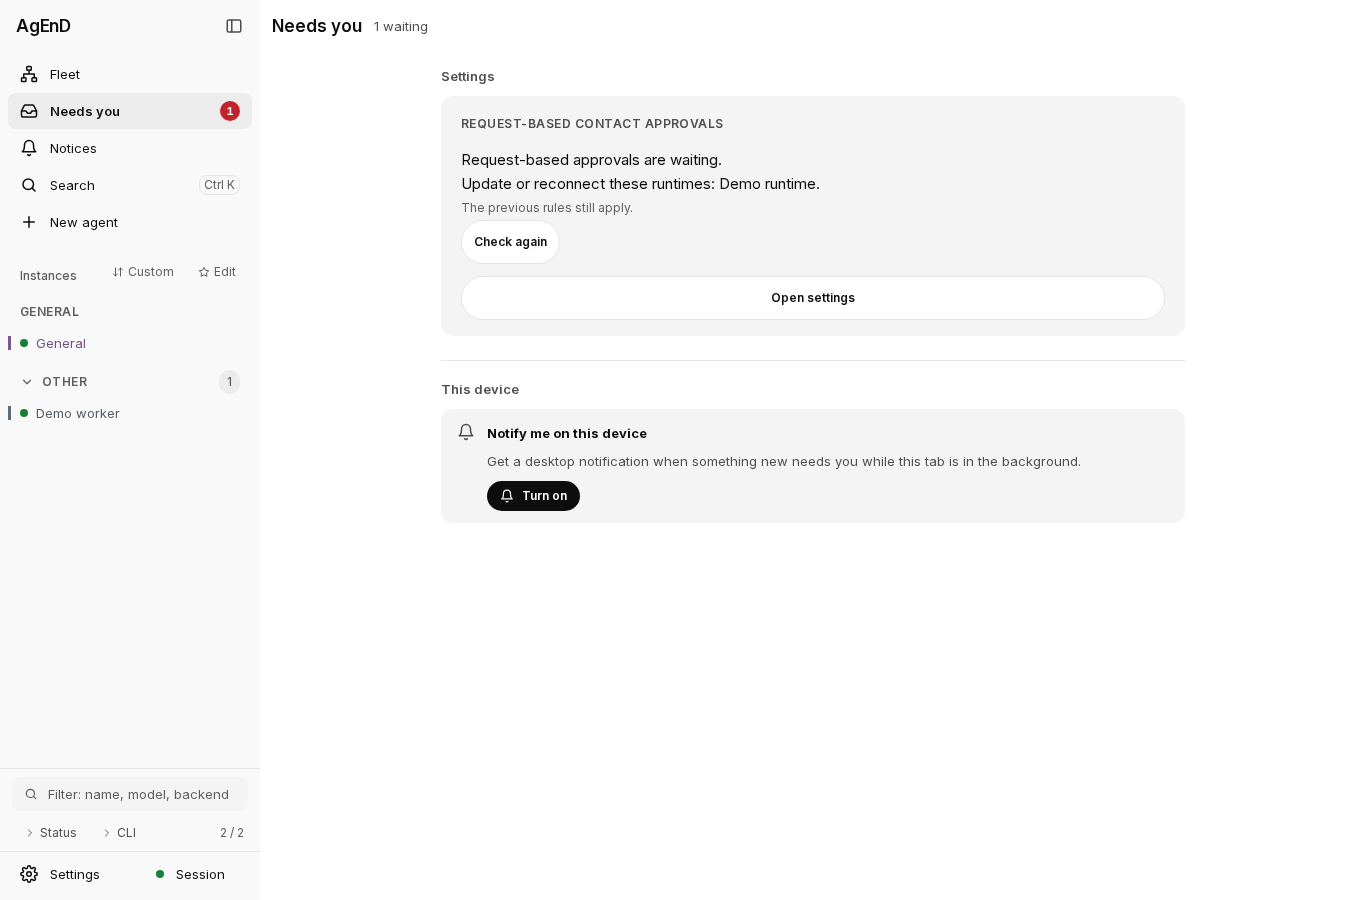 AgEnD
Fleet
Needs you
1
Notices
Search
Ctrl K
New agent
Instances
Custom
Edit
GENERAL
General
OTHER
1
Demo worker
Filter: name, model, backend
Status
CLI
2 / 2
Settings
Session
Needs you
1 waiting
Settings
REQUEST-BASED CONTACT APPROVALS
Request-based approvals are waiting.
Update or reconnect these runtimes: Demo runtime.
The previous rules still apply.
Check again
Open settings
This device
Notify me on this device
Get a desktop notification when something new needs you while this tab is in the background.
Turn on